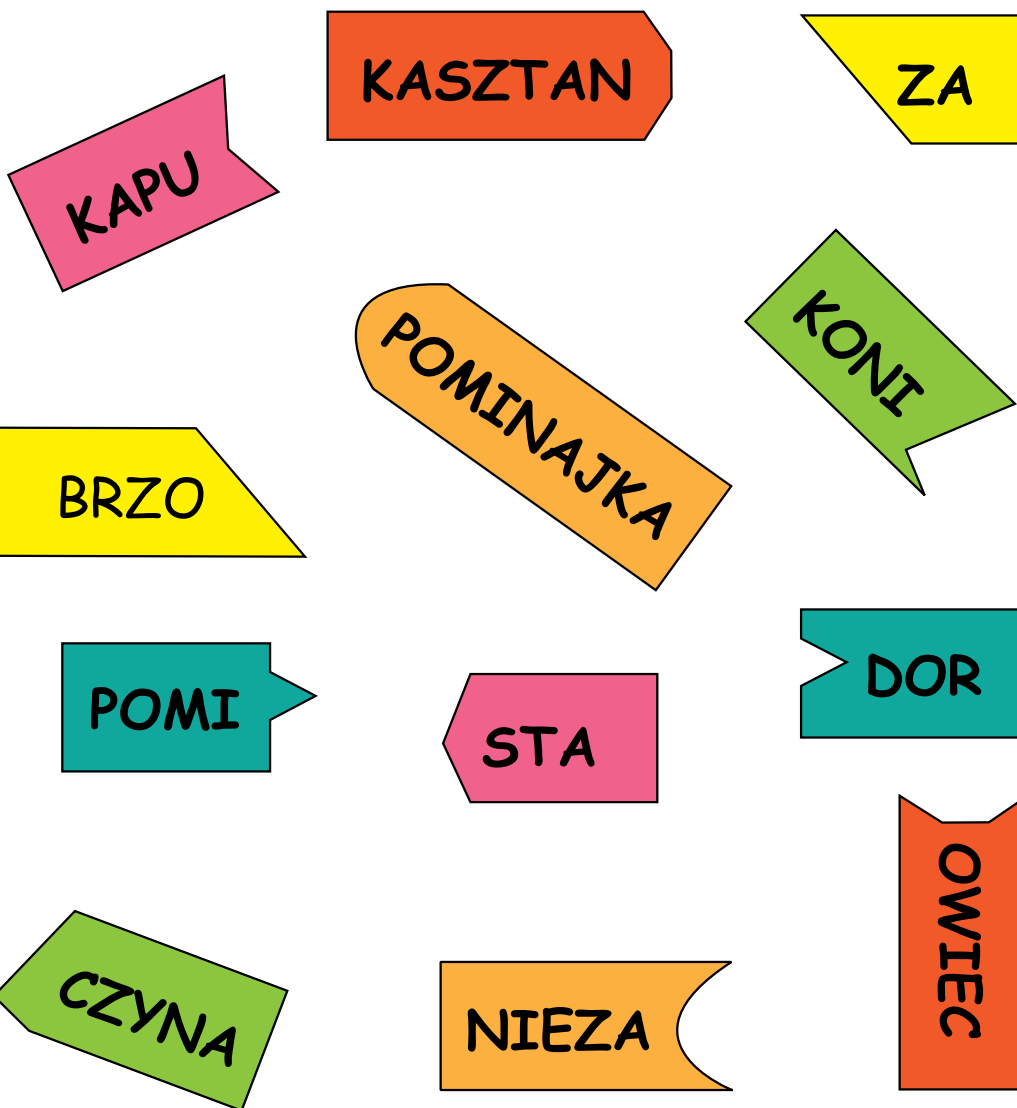 KASZTAN
ZA
KAPU
KONI
POMINAJKA
BRZO
POMI
DOR
STA
OWIEC
CZYNA
NIEZA